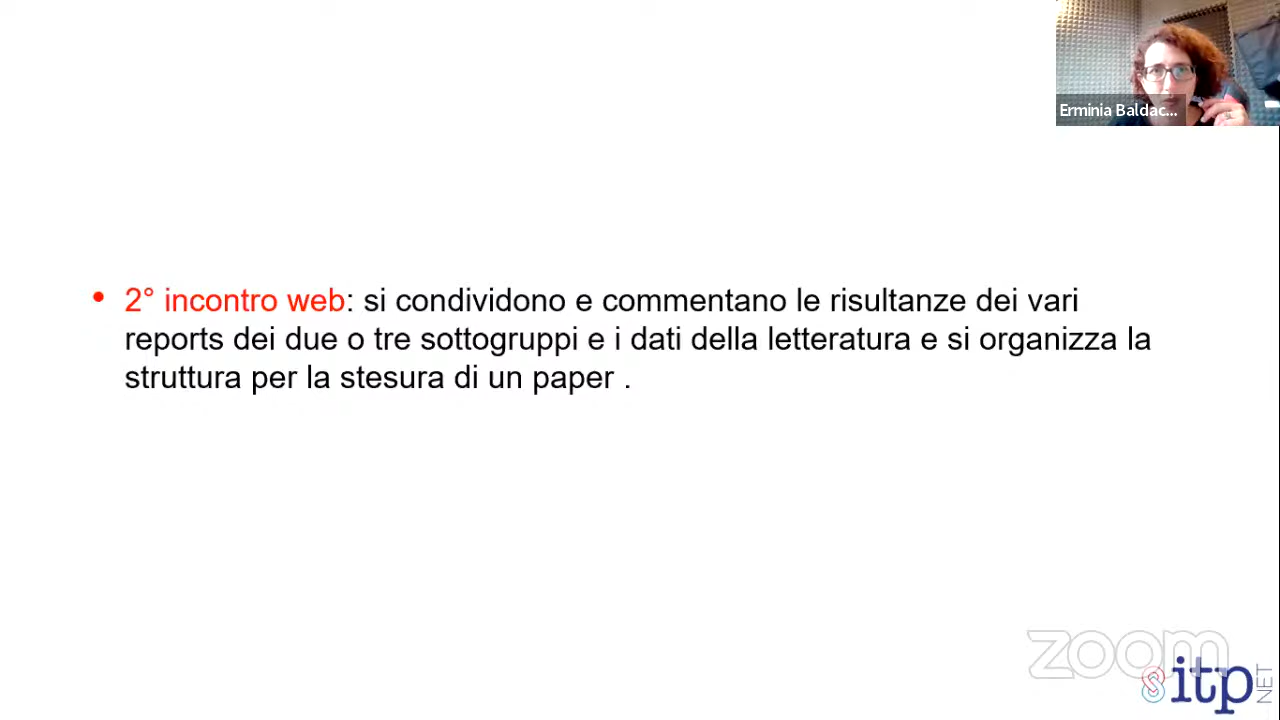 Erminia Baldac...
• 2° incontro web: si condividono e commentano le risultanze dei vari
reports dei due o tre sottogruppi e i dati della letteratura e si organizza la
struttura per la stesura di un paper .
zoom
itp
NET